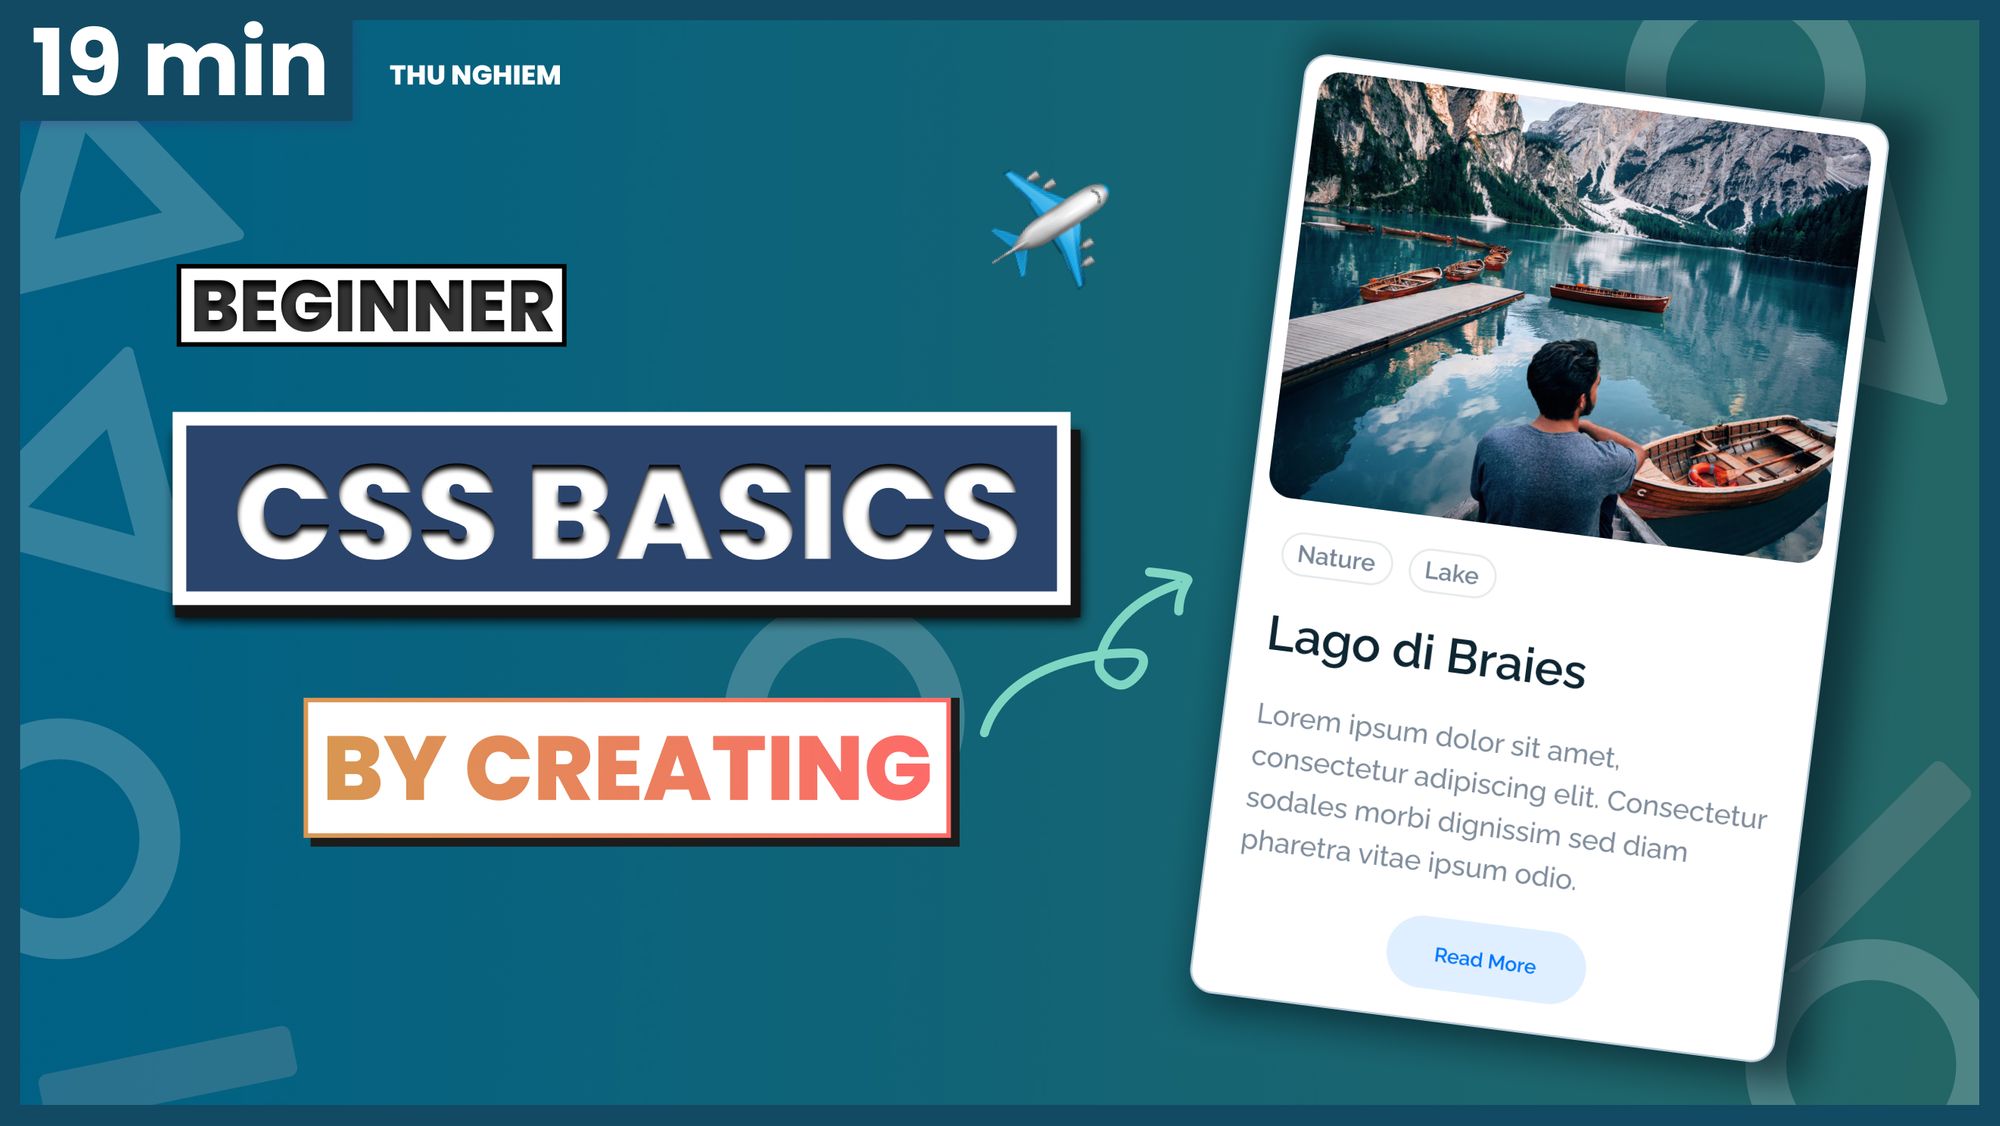 19 min
THU NGHIEM
BEGINNER
CSS BASICS
BY CREATING
Nature
Lake
Lago di Braies
Lorem ipsum dolor sit amet,
consectetur adipiscing elit. Consectetur
sodales morbi dignissim sed diam
pharetra vitae ipsum odio.
Read More